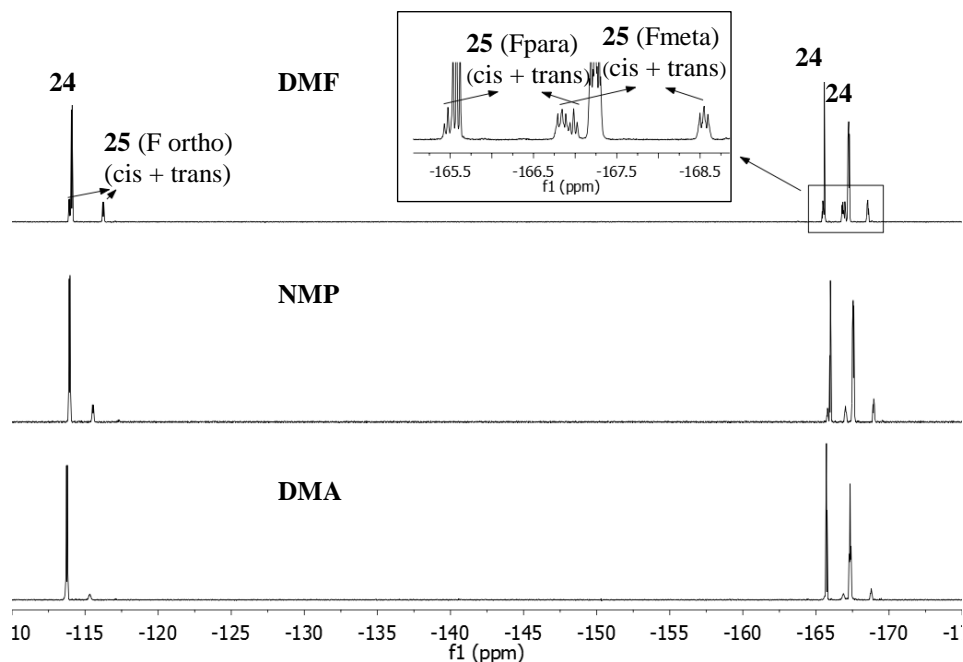 25 (Fpara)
(cis + trans)
25 (Fmeta)
(cis + trans)
-165.5
-166.5
-167.5
-168.5
f1 (ppm)
24
DMF
24
24
25 (F ortho)
(cis + trans)
NMP
DMA
10
-115
-120
-125
-130
-135
-140
-145
-150
-155
-160
-165
-170
-17
f1 (ppm)